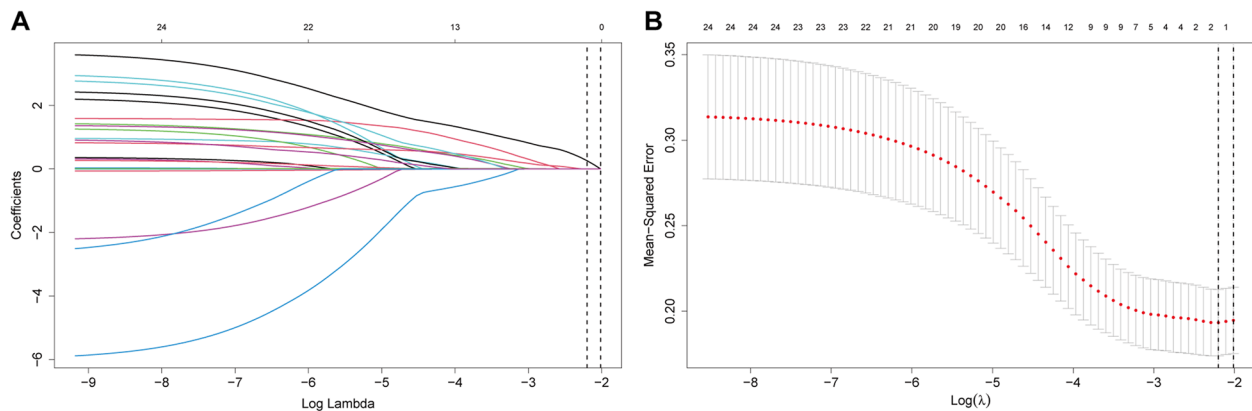 A
24 22 13 0
Coefficients
2
0
−2
−4
−6
−9 −8 −7 −6 −5 −4 −3 −2
Log Lambda
B
24 24 24 24 23 23 23 22 21 21 20 19 20 20 16 14 12 9 9 9 7 5 4 4 2 2 1
Mean−Squared Error
0.35
0.30
0.25
0.20
−8 −7 −6 −5 −4 −3 −2
Log(λ)